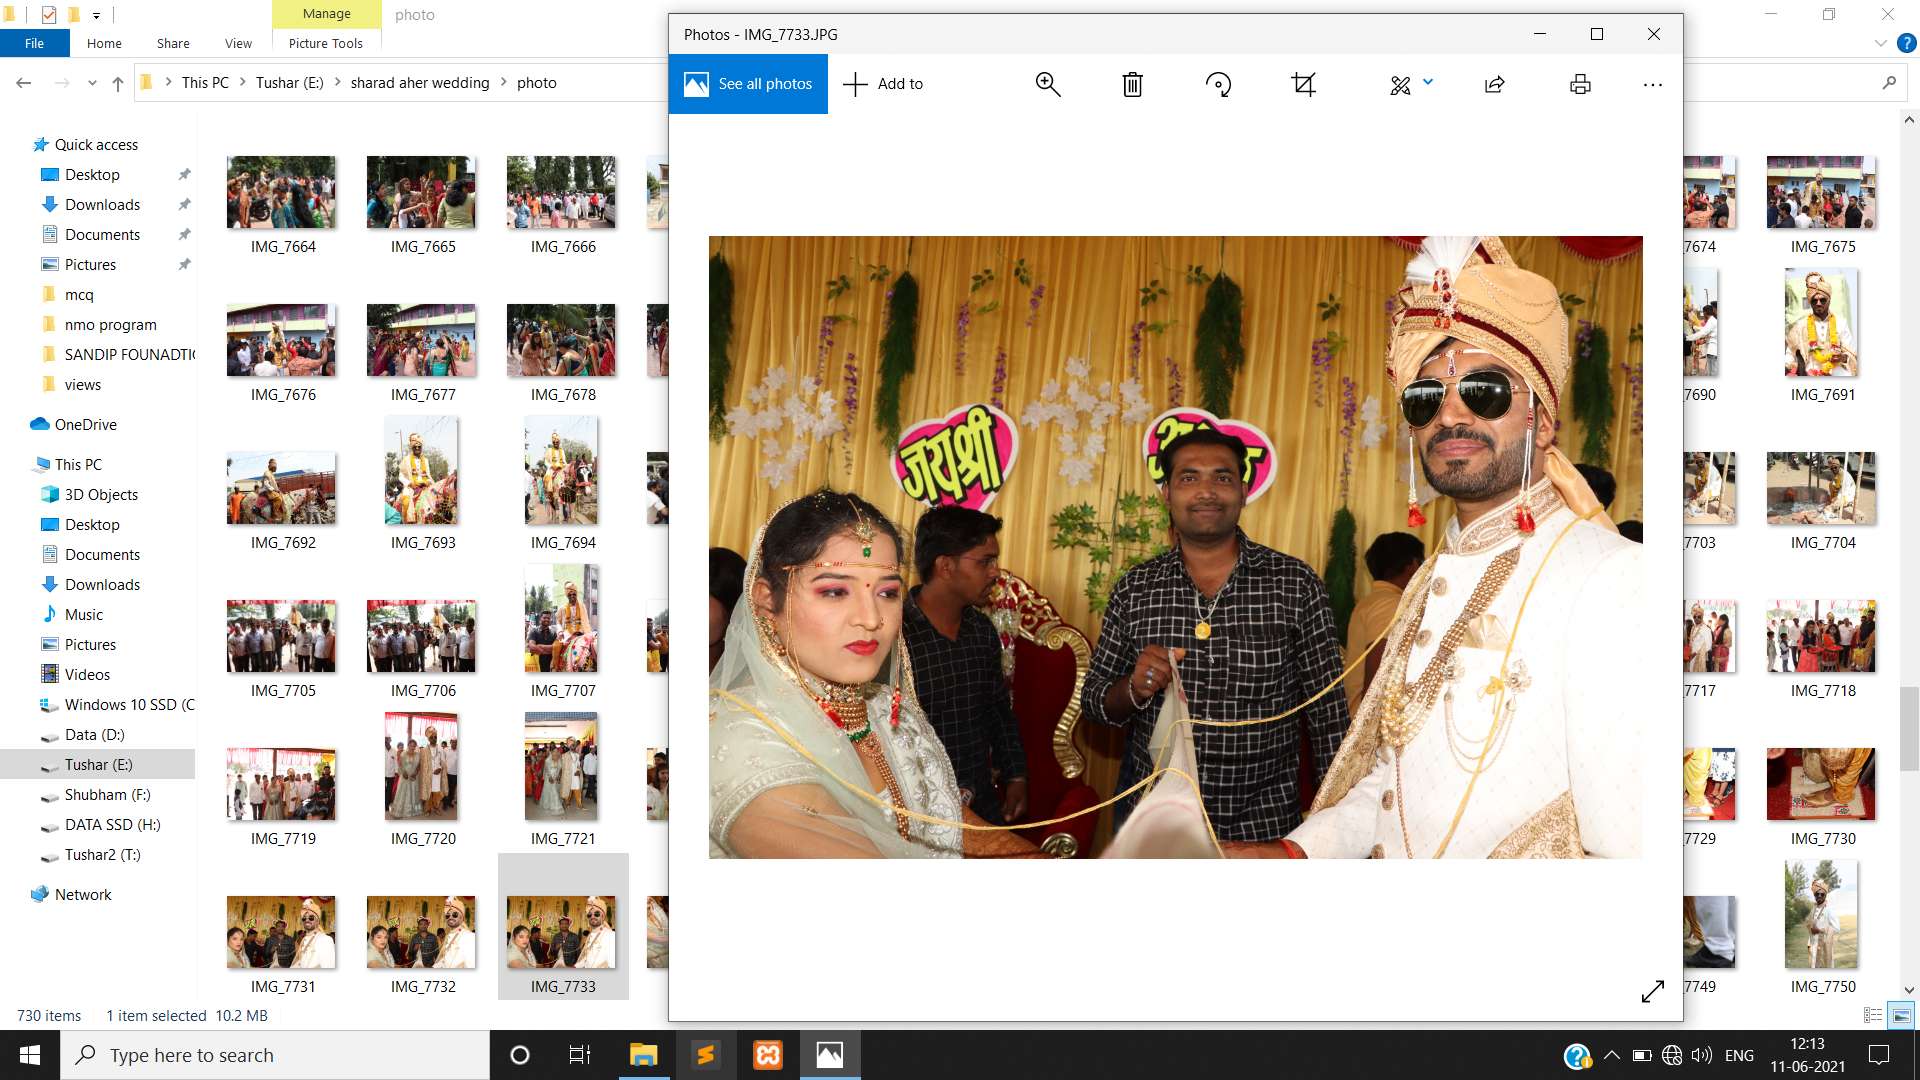 Manage
photo
File
Home
Share
View
Picture Tools
?
This PC
Tushar (E:)
sharad aher wedding
photo
Photos - IMG_7733.JPG
See all photos
Add to
Quick access
Desktop
Downloads
Documents
Pictures
mcq
nmo program
SANDIP FOUNADTI
views
OneDrive
This PC
3D Objects
Desktop
Documents
Downloads
Music
Pictures
Videos
Windows 10 SSD (C
Data (D:)
Tushar (E:)
Shubham (F:)
DATA SSD (H:)
Tushar2 (T:)
Network
IMG_7664
IMG_7665
IMG_7666
7674
IMG_7675
IMG_7676
IMG_7677
IMG_7678
7690
IMG_7691
IMG_7692
IMG_7693
IMG_7694
7703
IMG_7704
IMG_7705
IMG_7706
IMG_7707
7717
IMG_7718
IMG_7719
IMG_7720
IMG_7721
7729
IMG_7730
IMG_7731
IMG_7732
IMG_7733
7749
IMG_7750
जयश्री
730 items
1 item selected 10.2 MB
Type here to search
ENG
12:13
11-06-2021